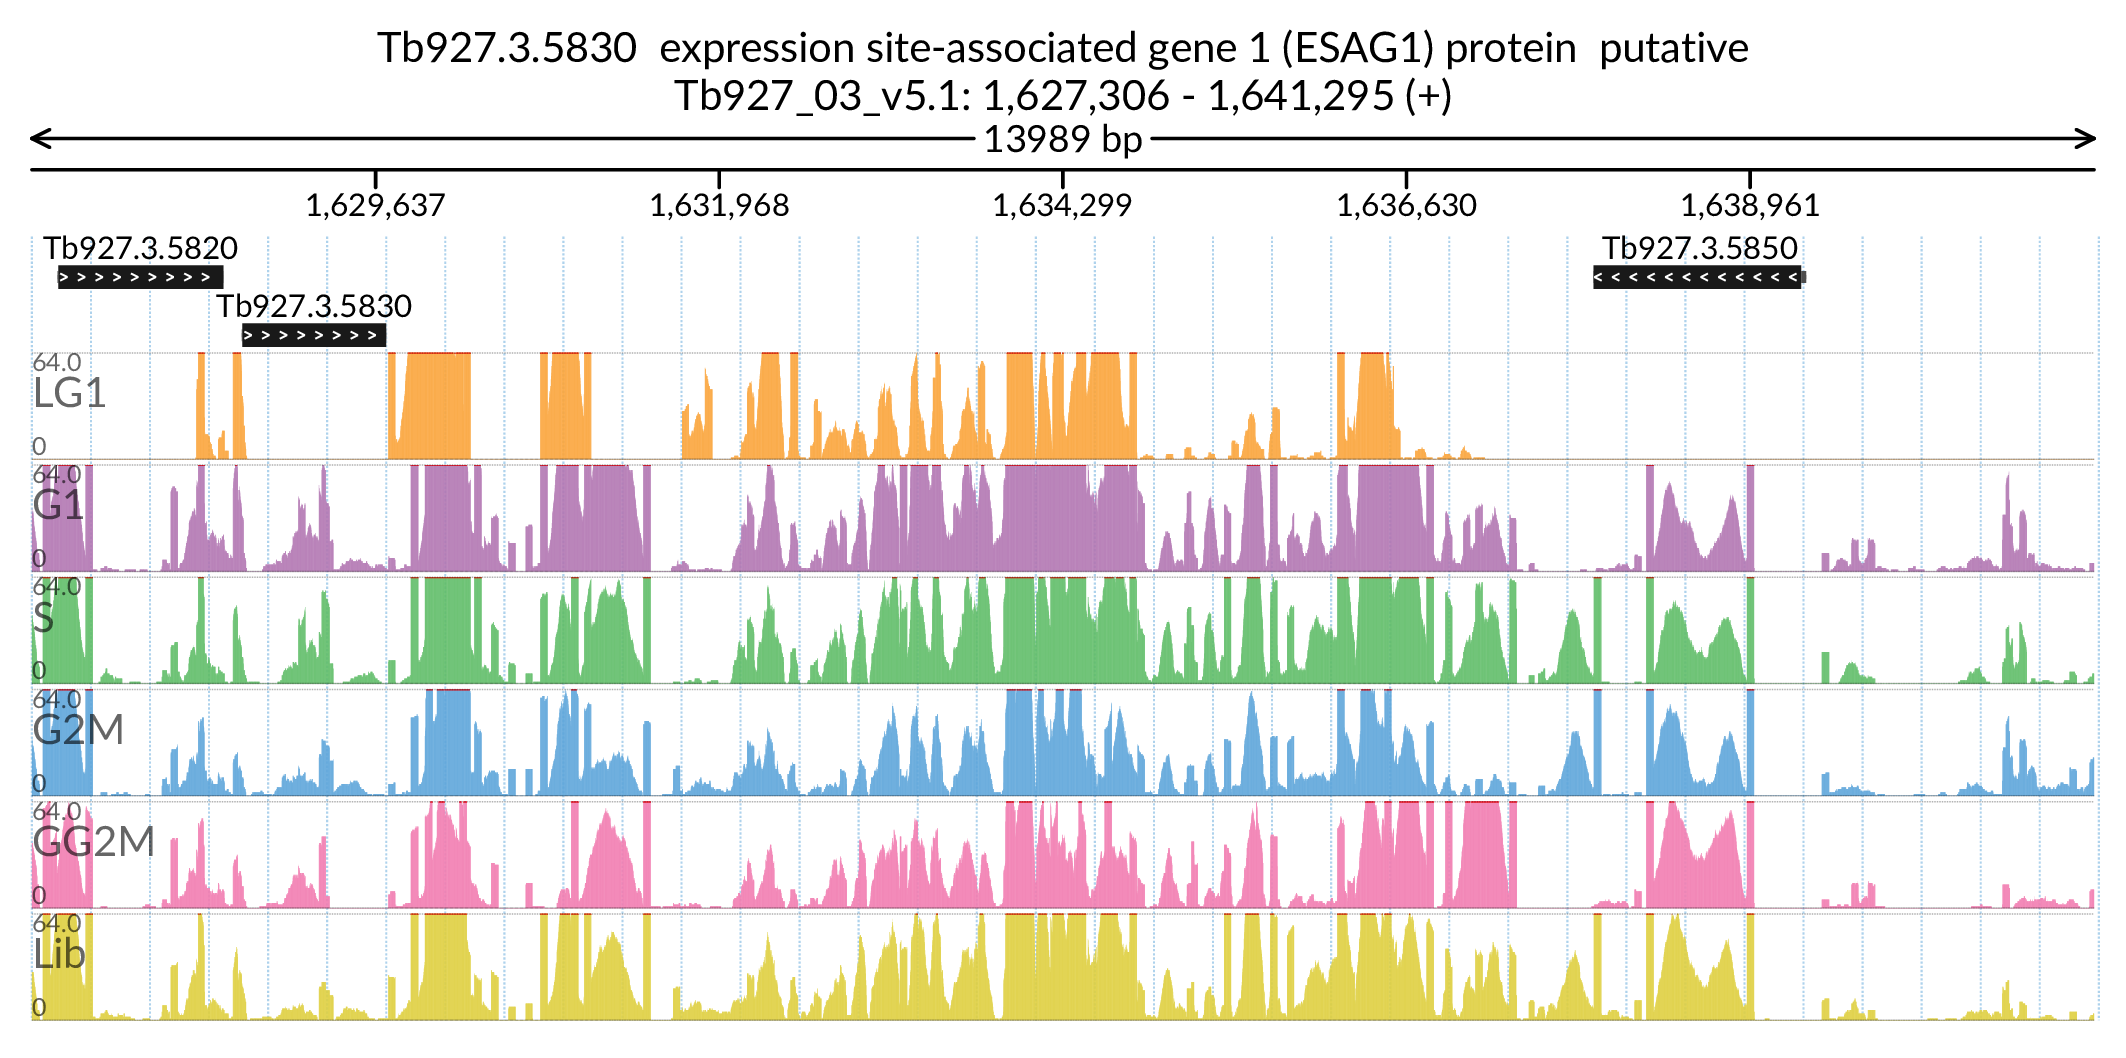 Tb927.3.5830  expression site-associated gene 1 (ESAG1) protein  putative
Tb927_03_v5.1: 1,627,306 - 1,641,295 (+)
13989 bp
1,629,637 1,631,968 1,634,299 1,636,630 1,638,961
Tb927.3.5820 Tb927.3.5850
Tb927.3.5830
64.0
LG1
0
64.0
G1
0
64.0
S
0
64.0
G2M
0
64.0
GG2M
0
64.0
Lib
0